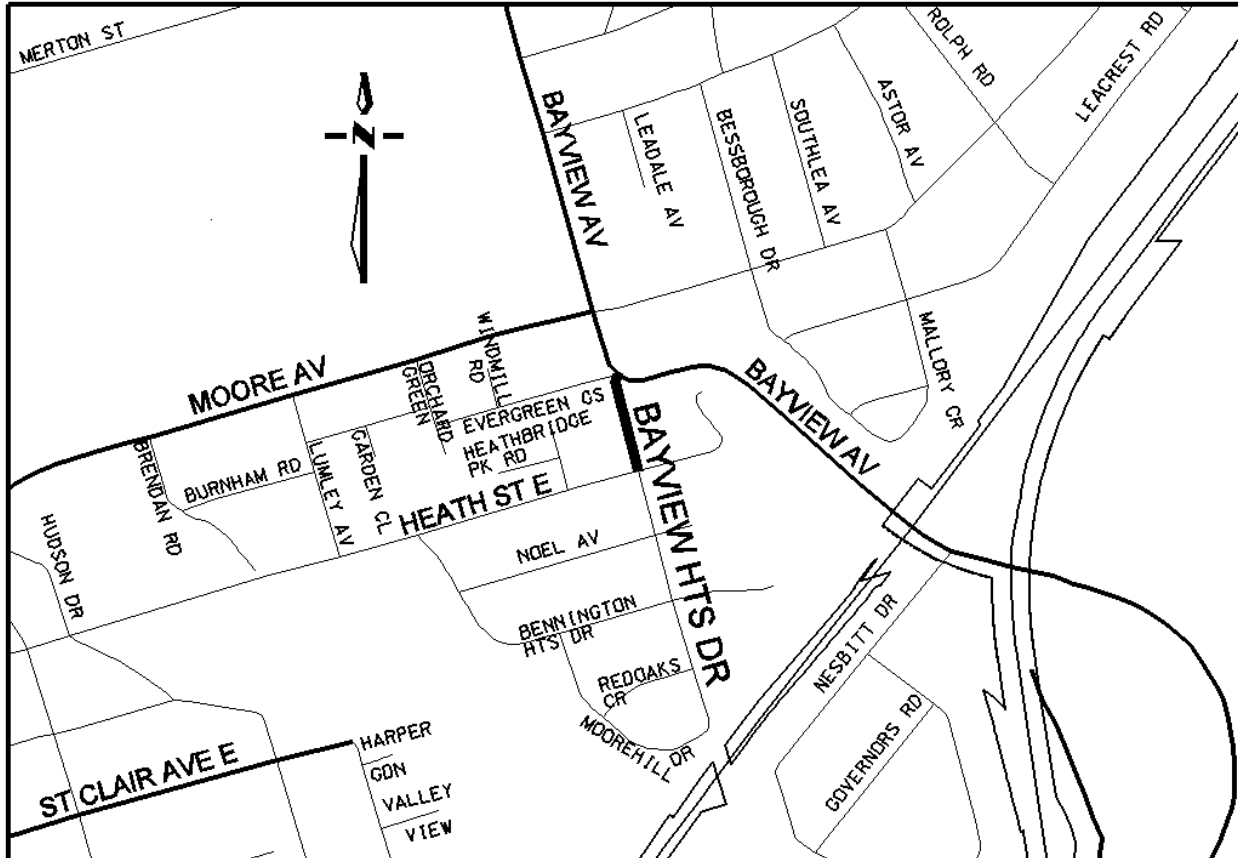 MERTON ST
N
BAYVIEW AV
LEADALE AV
BESSBOROUGH DR
SOUTHLEA AV
ASTOR AV
ROLPH RD
LEACREST RD
MALLORY CR
BAYVIEW AV
MOORE AV
WINDMILL
RD
ORCHARD
GREEN
EVERGREEN GS
HEATHBRIDGE
PK RD
BRENDAN RD
BURNHAM RD
LUMLEY AV
GARDEN CL
HEATH ST E
BAYVIEW HTS DR
HUDSON DR
NOEL AV
BENNINGTON
HTS DR
REDOAKS
CR
MOOREHILL DR
NESBITT DR
GOVERNORS RD
ST CLAIR AVE E
HARPER
GDN
VALLEY
VIEW